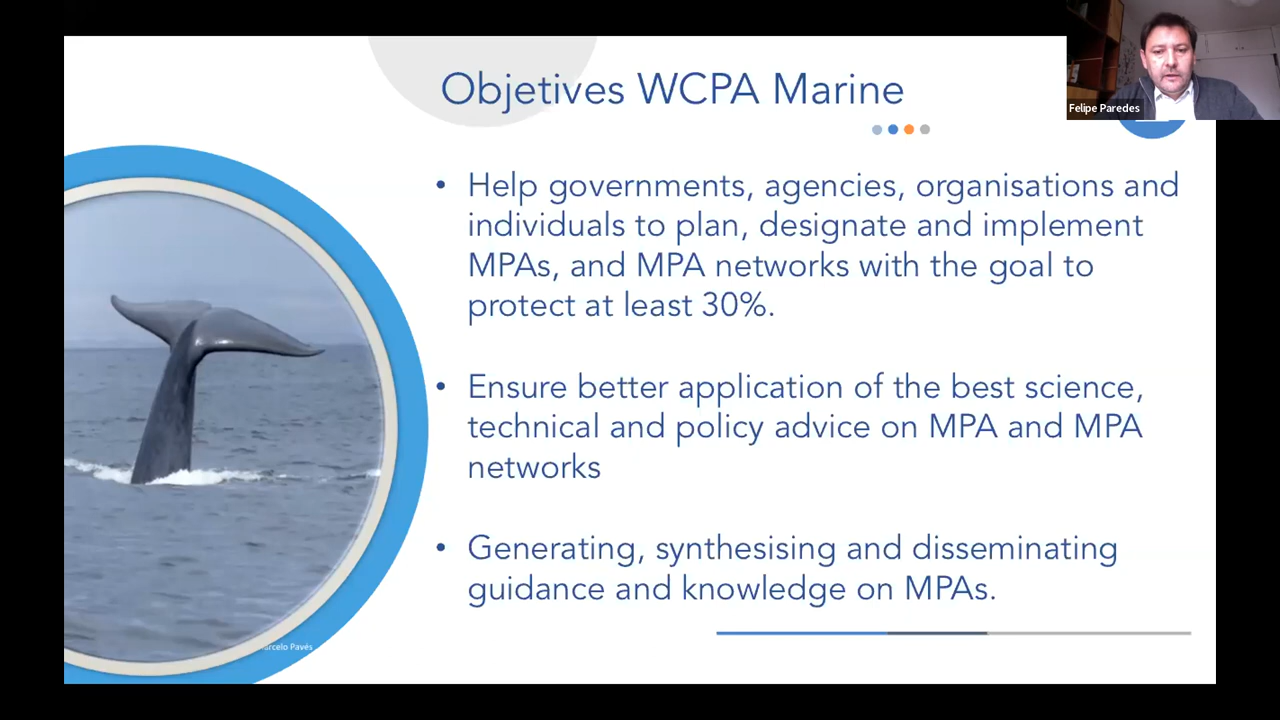 Objetives WCPA Marine
Felipe Paredes
• Help governments, agencies, organisations and
individuals to plan, designate and implement
MPAs, and MPA networks with the goal to
protect at least 30%.
• Ensure better application of the best science,
technical and policy advice on MPA and MPA
networks
• Generating, synthesising and disseminating
guidance and knowledge on MPAs.
Pavés